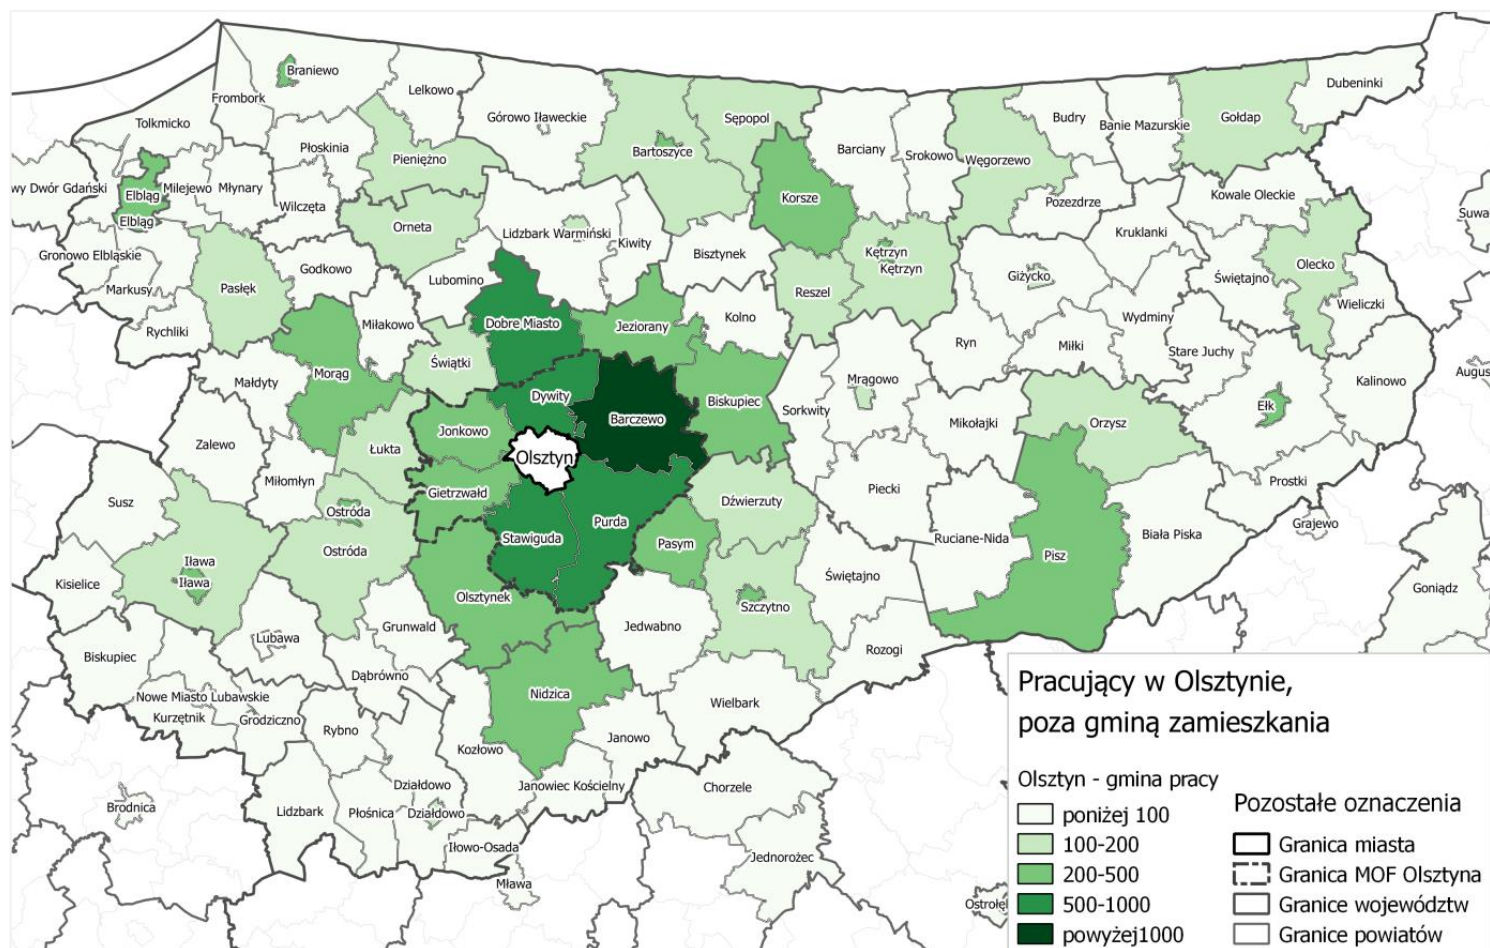 Dubeninki
Braniewo
Lelkowo
Frombork
Górowo Iławeckie
Sępopol
Budry
Banie Mazurskie
Gołdap
Tolmicko
Płoskinia
Pieniężno
Bartoszyce
Barciany
Srokowo
Węgorzewo
wy Dwór Gdański
Milejewo
Młynary
Elbląg
Elbląg
Wilczęta
Korsze
Pozezdrze
Kowale Oleckie
Suwa
Orneta
Lidzbark Warmiński
Kiwity
Bisztynek
Kętrzyn
Kętrzyn
Kruklanki
Gronowo Elbląskie
Godkowo
Lubomino
Giżycko
Świętajno
Olecko
Markusy
Pasłęk
Reszel
Wieliczki
Rychliki
Miłakowo
Dobre Miasto
Jeziorany
Kolno
Wydminy
Ryn
Miłki
Stare Juchy
Świątki
Morąg
Małdyty
Mrągowo
Augus
Kalinowo
Dywity
Biskupiec
Sorkwity
Ełk
Barczewo
Mikołajki
Orzysz
Zalewo
Łukta
Jonkowo
Olsztyn
Miłomłyn
Gietrzwałd
Piecki
Prostki
Susz
Ostróda
Dźwierzuty
Purda
Grajewo
Stawiguda
Pasym
Ruciane-Nida
Biała Piska
Ostróda
Pisz
Iława
Iława
Kisielice
Świętajno
Goniądz
Olsztynek
Szczytno
Grunwald
Jedwabno
Lubawa
Rozogi
Biskupiec
Dąbrówno
Nowe Miasto Lubawskie
Nidzica
Wielbark
Kurzętnik
Grodziczno
Rybno
Kozłowo
Janowo
Działdowo
Janowiec Kościelny
Chorzele
Brodnica
Lidzbark
Płośnica
Działdowo
Iłowo-Osada
Jednorożec
Mława
Ostrołęk
Pracujący w Olsztynie,
poza gminą zamieszkania
Olsztyn - gmina pracy
poniżej 100
100-200
200-500
500-1000
powyżej1000
Pozostałe oznaczenia
Granica miasta
Granica MOF Olsztyna
Granice województw
Granice powiatów